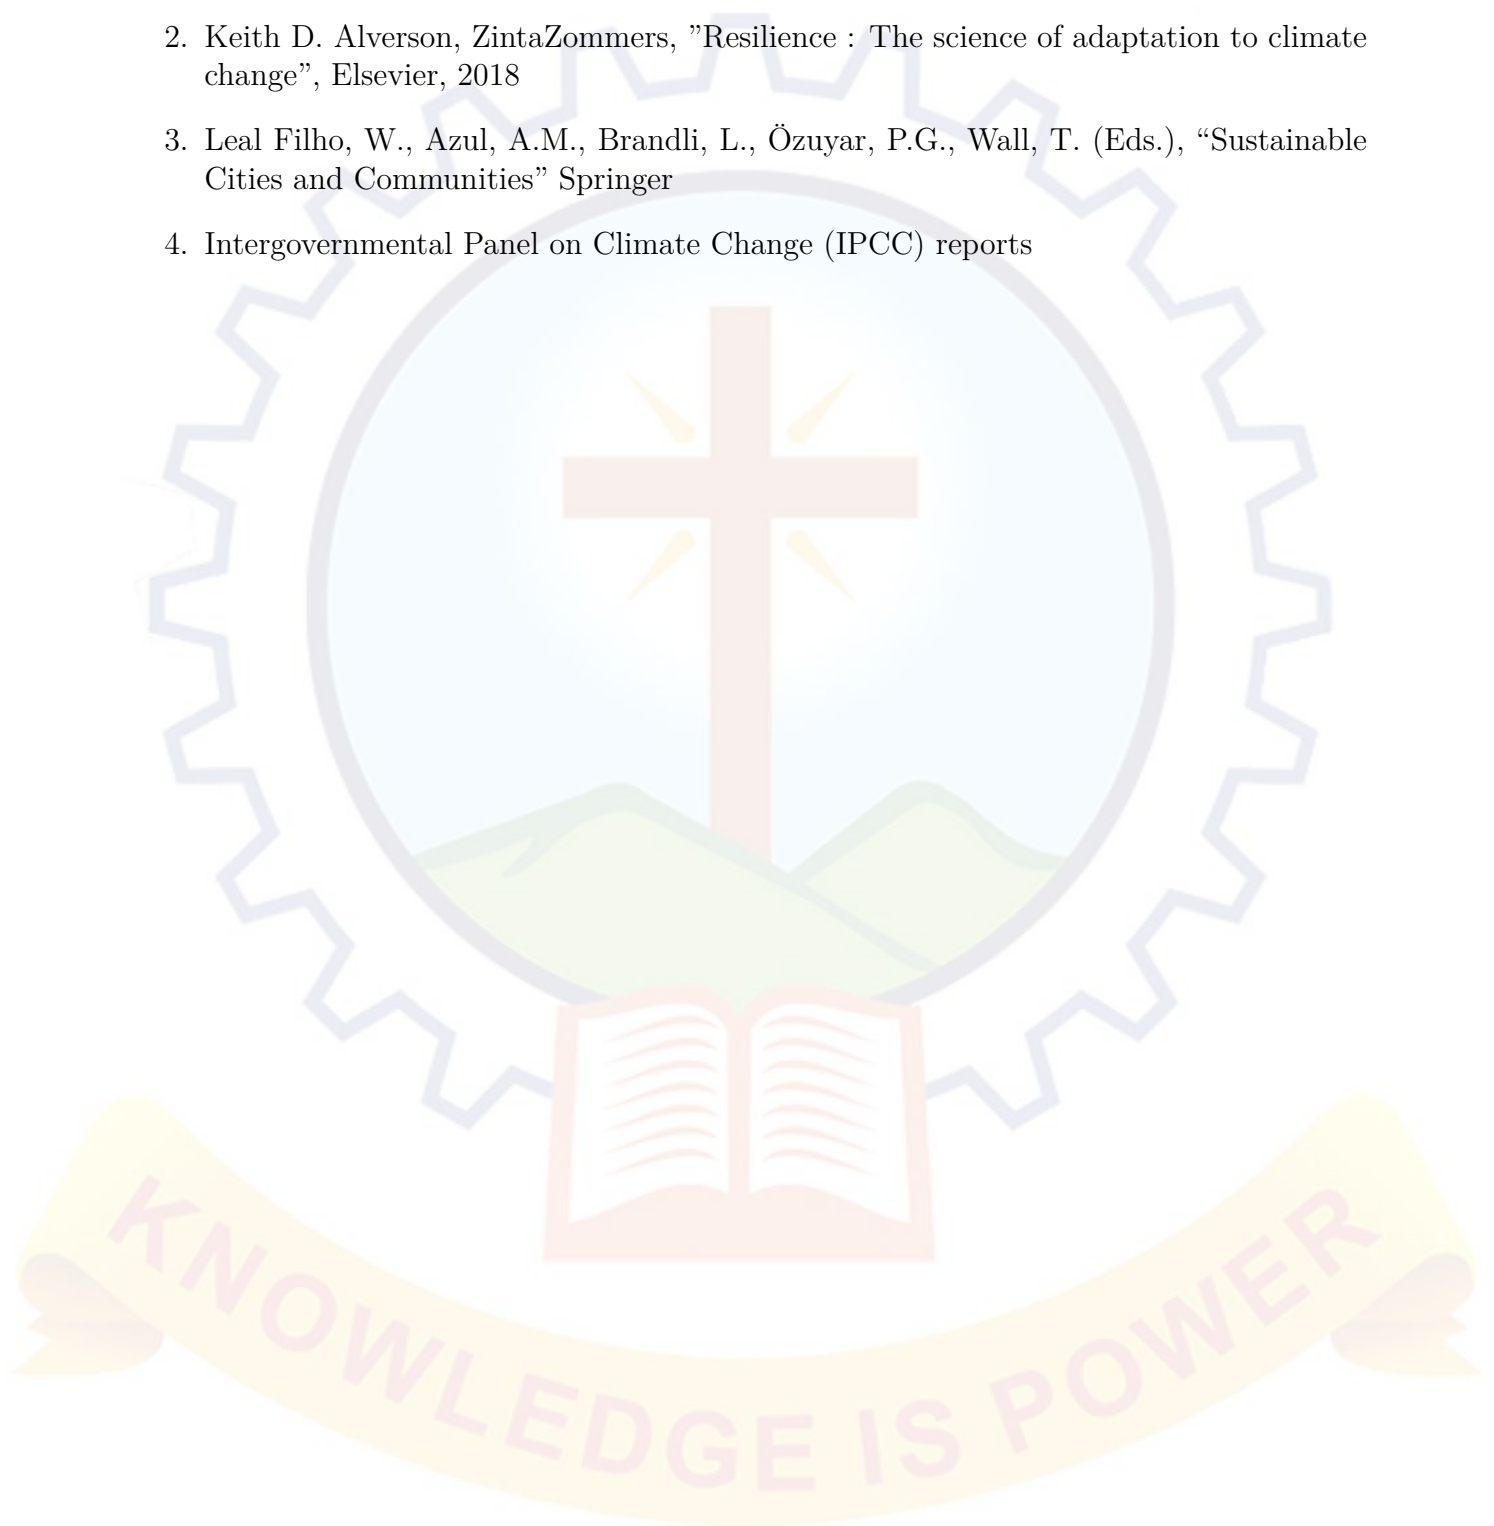 2. Keith D. Alverson, ZintaZommers, ”Resilience : The science of adaptation to climate
change”, Elsevier, 2018
3. Leal Filho, W., Azul, A.M., Brandli, L., Özuyar, P.G., Wall, T. (Eds.), “Sustainable
Cities and Communities” Springer
4. Intergovernmental Panel on Climate Change (IPCC) reports
KNOWLEDGE IS POWER